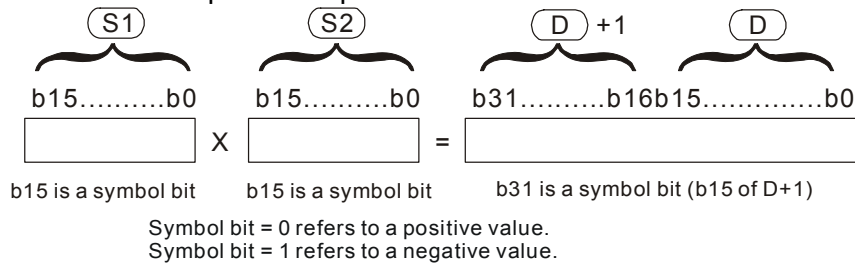 S1 S2 D +1 D
b15..........b0 b15..........b0 b31..........b16b15..............b0
X =
b15 is a symbol bit b15 is a symbol bit b31 is a symbol bit (b15 of D+1)
Symbol bit = 0 refers to a positive value.
Symbol bit = 1 refers to a negative value.